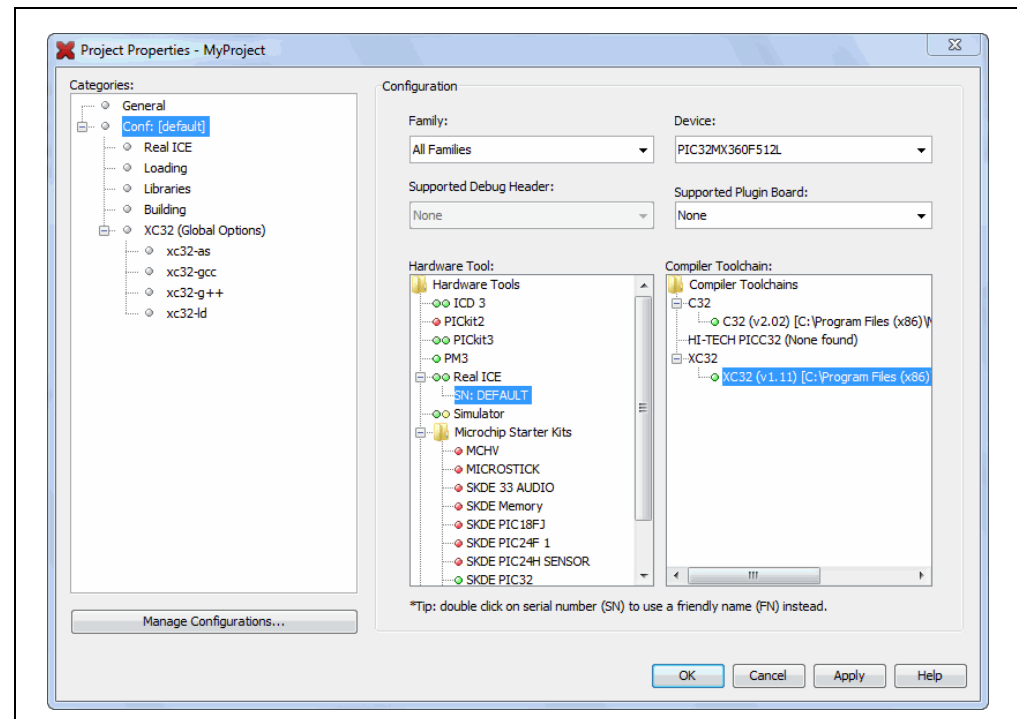 Project Properties - MyProject
Categories:
General
Conf: [default]
Real ICE
Loading
Libraries
Building
XC32 (Global Options)
xc32-as
xc32-gcc
xc32-g++
xc32-ld
Manage Configurations...
Configuration
Family:
All Families
Device:
PIC32MX360F512L
Supported Debug Header:
None
Supported Plugin Board:
None
Hardware Tool:
Hardware Tools
ICD 3
PICkit2
PICkit3
PM3
Real ICE
SN: DEFAULT
Simulator
Microchip Starter Kits
MCHV
MICROSTICK
SKDE 33 AUDIO
SKDE Memory
SKDE PIC18FJ
SKDE PIC24F 1
SKDE PIC24H SENSOR
SKDE PIC32
Compiler Toolchain:
Compiler Toolchains
C32
C32 (v2.02) [C:\Program Files (x86)\
HI-TECH PICC32 (None found)
XC32
XC32 (v1.11) [C:\Program Files (x86)
*Tip: double click on serial number (SN) to use a friendly name (FN) instead.
OK
Cancel
Apply
Help